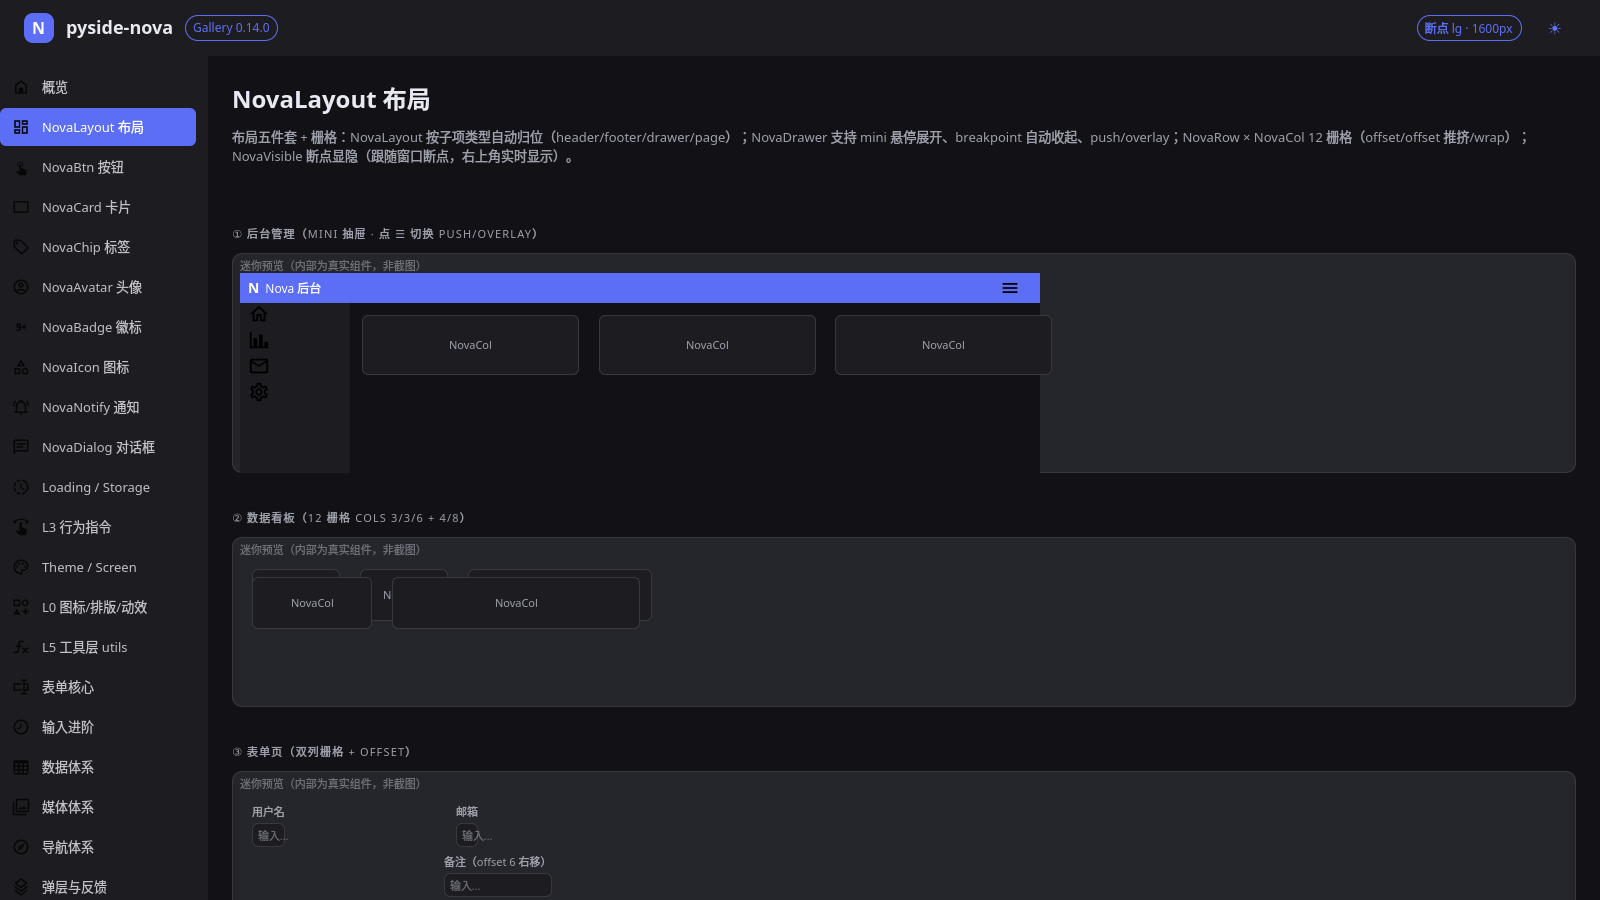 N pyside-nova Gallery 0.14.0 断点 lg · 1600px
概览
NovaLayout 布局
NovaBtn 按钮
NovaCard 卡片
NovaChip 标签
NovaAvatar 头像
9+ NovaBadge 徽标
NovaIcon 图标
NovaNotify 通知
NovaDialog 对话框
Loading / Storage
L3 行为指令
Theme / Screen
L0 图标/排版/动效
L5 工具层 utils
表单核心
输入进阶
数据体系
媒体体系
导航体系
弹层与反馈
NovaLayout 布局
布局五件套 + 栅格：NovaLayout 按子项类型自动归位（header/footer/drawer/page）；NovaDrawer 支持 mini 悬停展开、breakpoint 自动收起、push/overlay；NovaRow × NovaCol 12 栅格（offset/offset 推挤/wrap）；
NovaVisible 断点显隐（跟随窗口断点，右上角实时显示）。
① 后台管理（MINI 抽屉 · 点 ☰ 切换 PUSH/OVERLAY）
迷你预览（内部为真实组件，非截图）
N Nova 后台
NovaCol NovaCol NovaCol
② 数据看板（12 栅格 COLS 3/3/6 + 4/8）
迷你预览（内部为真实组件，非截图）
NovaCol N NovaCol
③ 表单页（双列栅格 + OFFSET）
迷你预览（内部为真实组件，非截图）
用户名 邮箱
输入... 输入...
备注（offset 6 右移）
输入...